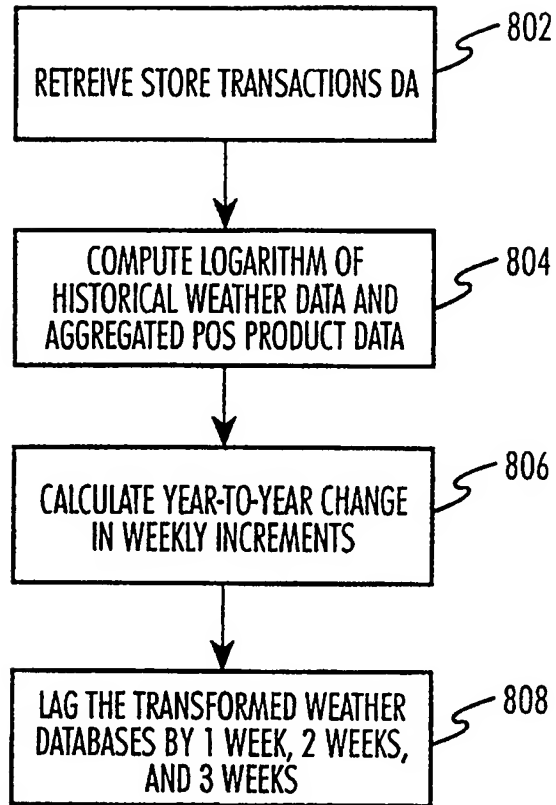 RETREIVE STORE TRANSACTIONS DA
802
COMPUTE LOGARITHM OF
HISTORICAL WEATHER DATA AND
AGGREGATED POS PRODUCT DATA
804
CALCULATE YEAR-TO-YEAR CHANGE
IN WEEKLY INCREMENTS
806
LAG THE TRANSFORMED WEATHER
DATABASES BY 1 WEEK, 2 WEEKS,
AND 3 WEEKS
808